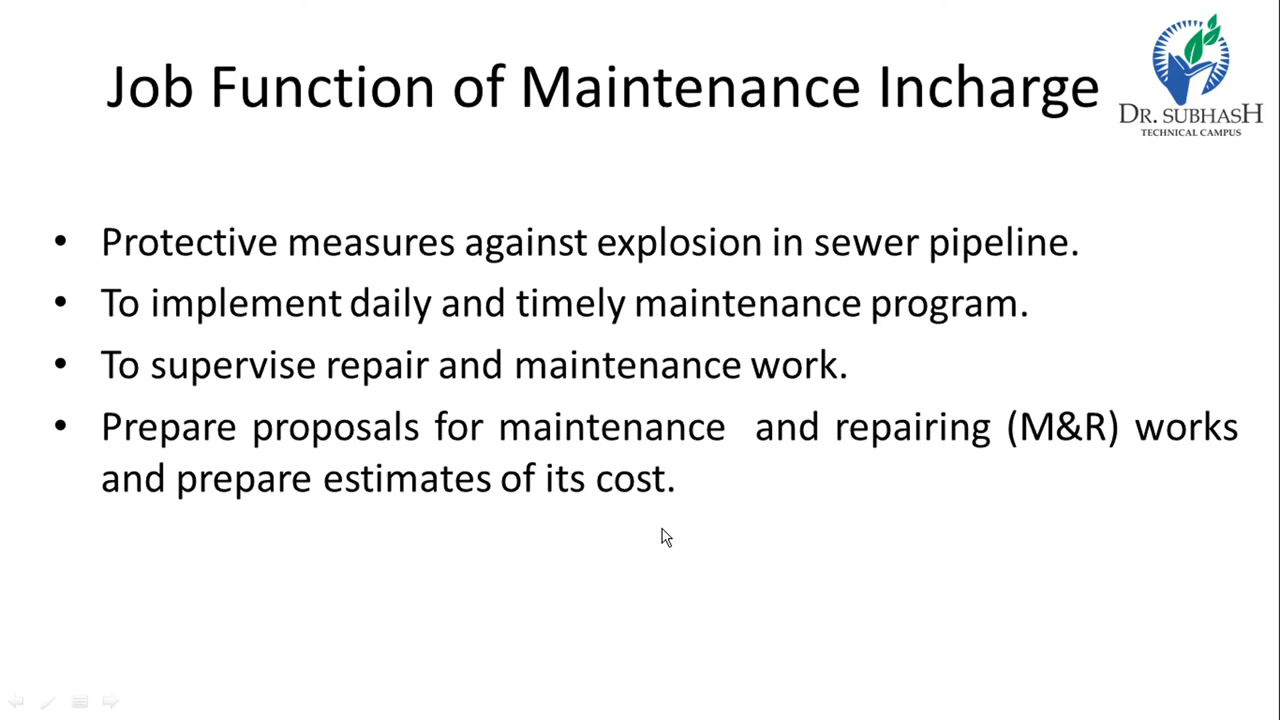 Job Function of Maintenance Incharge
DR. SUBHASH
TECHNICAL CAMPUS
• Protective measures against explosion in sewer pipeline.
• To implement daily and timely maintenance program.
• To supervise repair and maintenance work.
• Prepare proposals for maintenance and repairing (M&R) works
and prepare estimates of its cost.